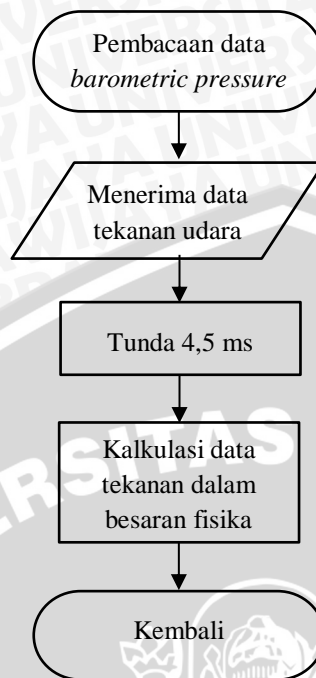 Pembacaan data
barometric pressure
Menerima data
tekanan udara
Tunda 4,5 ms
Kalkulasi data
tekanan dalam
besaran fisika
Kembali